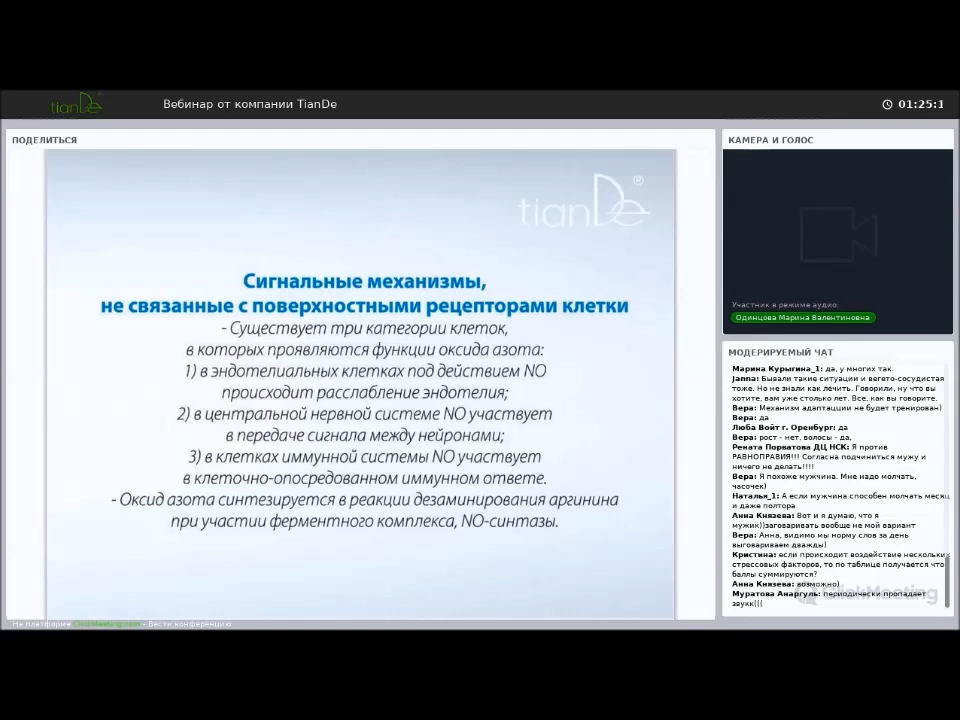 tianDe
Вебинар от компании TianDe
01:25:1
ПОДЕЛИТЬСЯ
tianDe®
Сигнальные механизмы,
не связанные с поверхностными рецепторами клетки
- Существует три категории клеток,
в которых проявляются функции оксида азота:
1) в эндотелиальных клетках под действием NO
происходит расслабление эндотелия;
2) в центральной нервной системе NO участвует
в передаче сигнала между нейронами;
3) в клетках иммунной системы NO участвует
в клеточно-опосредованном иммунном ответе.
- Оксид азота синтезируется в реакции дезаминирования аргинина
при участии ферментного комплекса, NO-синтазы.
КАМЕРА И ГОЛОС
Участник в режиме аудио:
Одинцова Марина Валентиновна
МОДЕРИРУЕМЫЙ ЧАТ
Марина Курыгина_1: да, у многих так.
Janna: Бывали такие ситуации и вегето-сосудистая
тоже. Но не знали как лечить. Говорили, ну что вы
хотите, вам уже столько лет. Все, как вы говорите.
Вера: Механизм адаптации не будет тренирован)
Вера: да
Люба Войт г. Оренбург: да
Вера: рост - нет, волосы - да,
Рената Порватова ДЦ НСК: Я против
РАВНОПРАВИЯ!!! Согласна подчиниться мужу и
ничего не делать!!!!
Вера: Я похоже мужчина. Мне надо молчать,
часочек)
Наталья_1: А если мужчина способен молчать месяц
и даже полтора
Анна Князева: Вот и я думаю, что я
мужик))заговаривать вообще не мой вариант
Вера: Анна, видимо мы норму слов за день
выговариваем дважды)
Кристина: если происходит воздействие нескольких
стрессовых факторов, то по таблице получается что
баллы суммируются?
Анна Князева: возможно)
Муратова Анаргуль: периодически пропадает
звукк(((
ClickMeeting
На платформе ClickMeeting.com - Вести конференцию